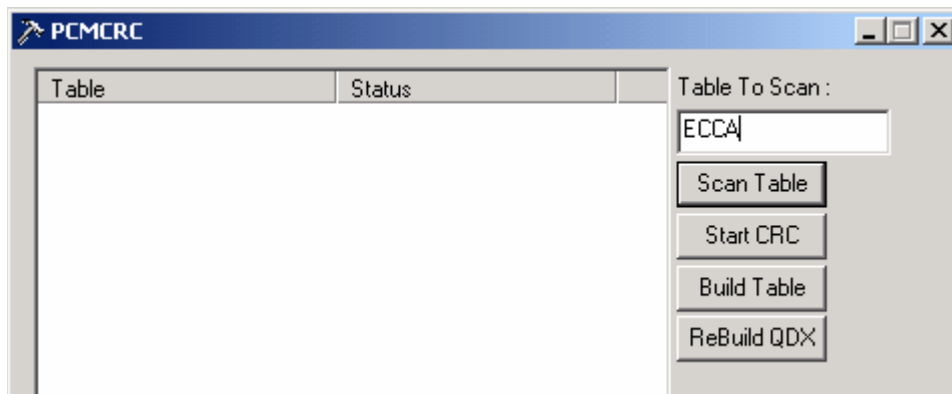 PCMCRC
Table Status
Table To Scan :
ECCA
Scan Table
Start CRC
Build Table
ReBuild QDX